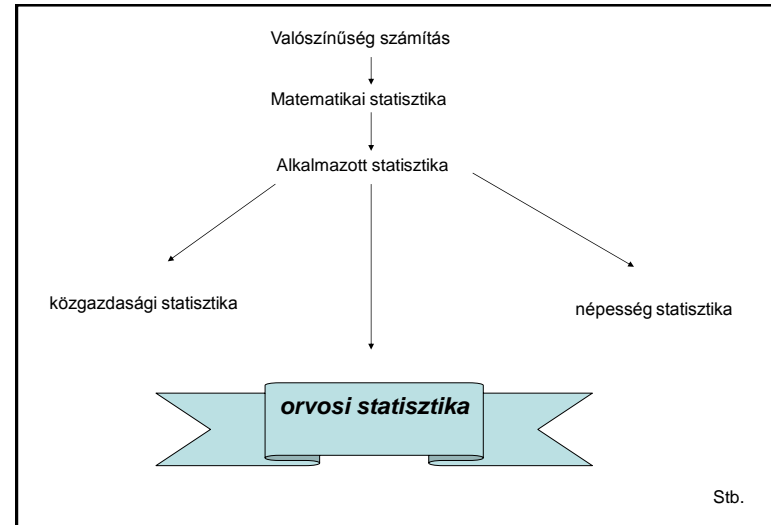 Valószínűség számítás
Matematikai statisztika
Alkalmazott statisztika
közgazdasági statisztika
népesség statisztika
orvosi statisztika
Stb.